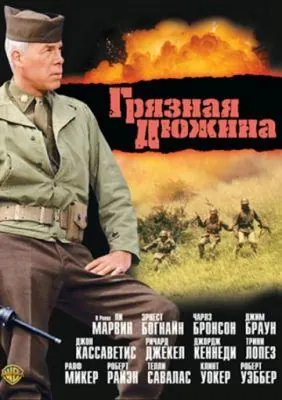 Грязная
дюжина
В Ролях ЛИ МАРВИН
ЭРНЕСТ БОГНАЙН
ЧАРЛЗ БРОНСОН
ДЖИМ БРАУН
ДЖОН КАССАВЕТИС
РИЧАРД ДЖЕКЕЛ
ДЖОРДЖ КЕННЕДИ
ТРИНИ ЛОПЕЗ
РАЛФ МИКЕР
РОБЕРТ РАЙЭН
ТЕЛЛИ САВАЛАС
КЛИНТ УОКЕР
РОБЕРТ УЭББЕР